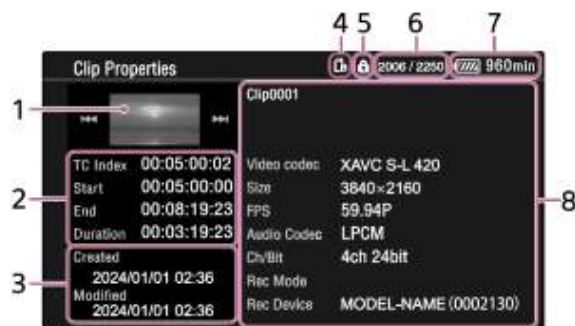 4 5 6 7
Clip Properties 2006 / 2250 960min
1
Clip0001
2
TC Index 00:05:00:02
Start 00:05:00:00
End 00:08:19:23
Duration 00:03:19:23
3
Created
2024/01/01 02:36
Modified
2024/01/01 02:36
Video codec XAVC S-L 420
Size 3840×2160
FPS 59.94P
Audio Codec LPCM
Ch/Bit 4ch 24bit
Rec Mode
Rec Device MODEL-NAME (0002130)
8